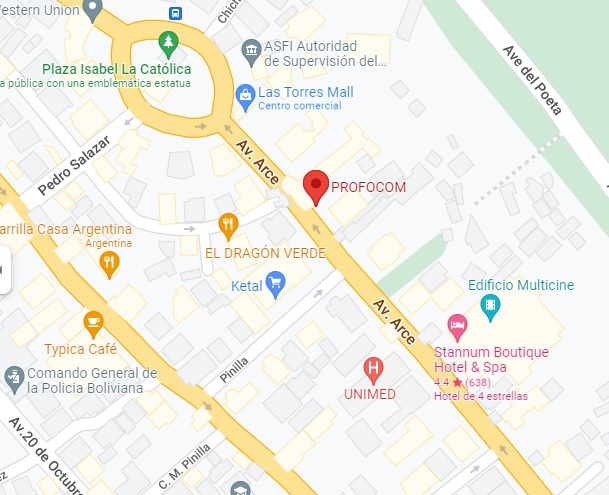 Western Union
Chich
ASFI Autoridad
de Supervisión del...
Plaza Isabel La Católica
a pública con una emblemática estatua
Las Torres Mall
Centro comercial
Ave del Poeta
Av. Arce
Pedro Salazar
PROFOCOM
arrilla Casa Argentina
Argentina
EL DRAGÓN VERDE
Ketal
Edificio Multicine
Av. Arce
Typica Café
Stannum Boutique
Hotel & Spa
4.4 ★ (638)
Hotel de 4 estrellas
Pinilla
UNIMED
Comando General de
la Policia Boliviana
Av.20 de Octubre
C. M. Pinilla